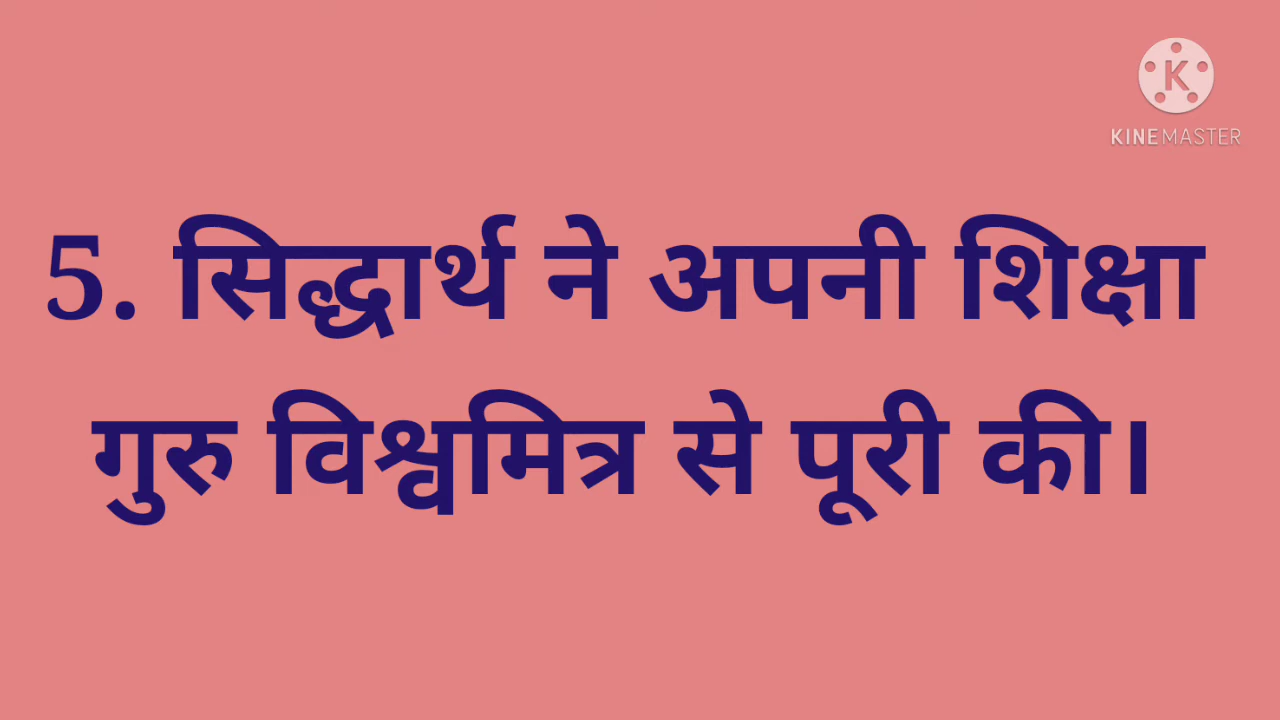 KINEMASTER
5. सिद्धार्थ ने अपनी शिक्षा
गुरु विश्वमित्र से पूरी की।